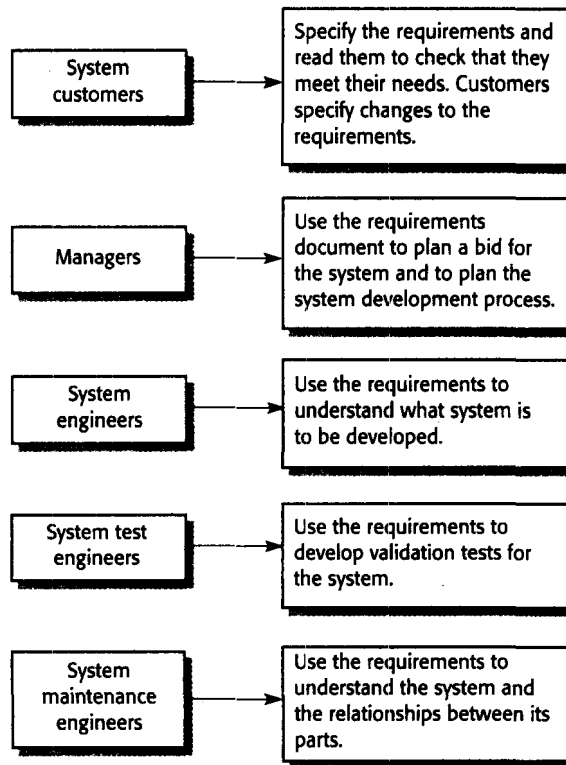 System
customers
Specify the requirements and
read them to check that they
meet their needs. Customers
specify changes to the
requirements.
Managers
Use the requirements
document to plan a bid for
the system and to plan the
system development process.
System
engineers
Use the requirements to
understand what system is
to be developed.
System test
engineers
Use the requirements to
develop validation tests for
the system.
System
maintenance
engineers
Use the requirements to
understand the system and
the relationships between its
parts.